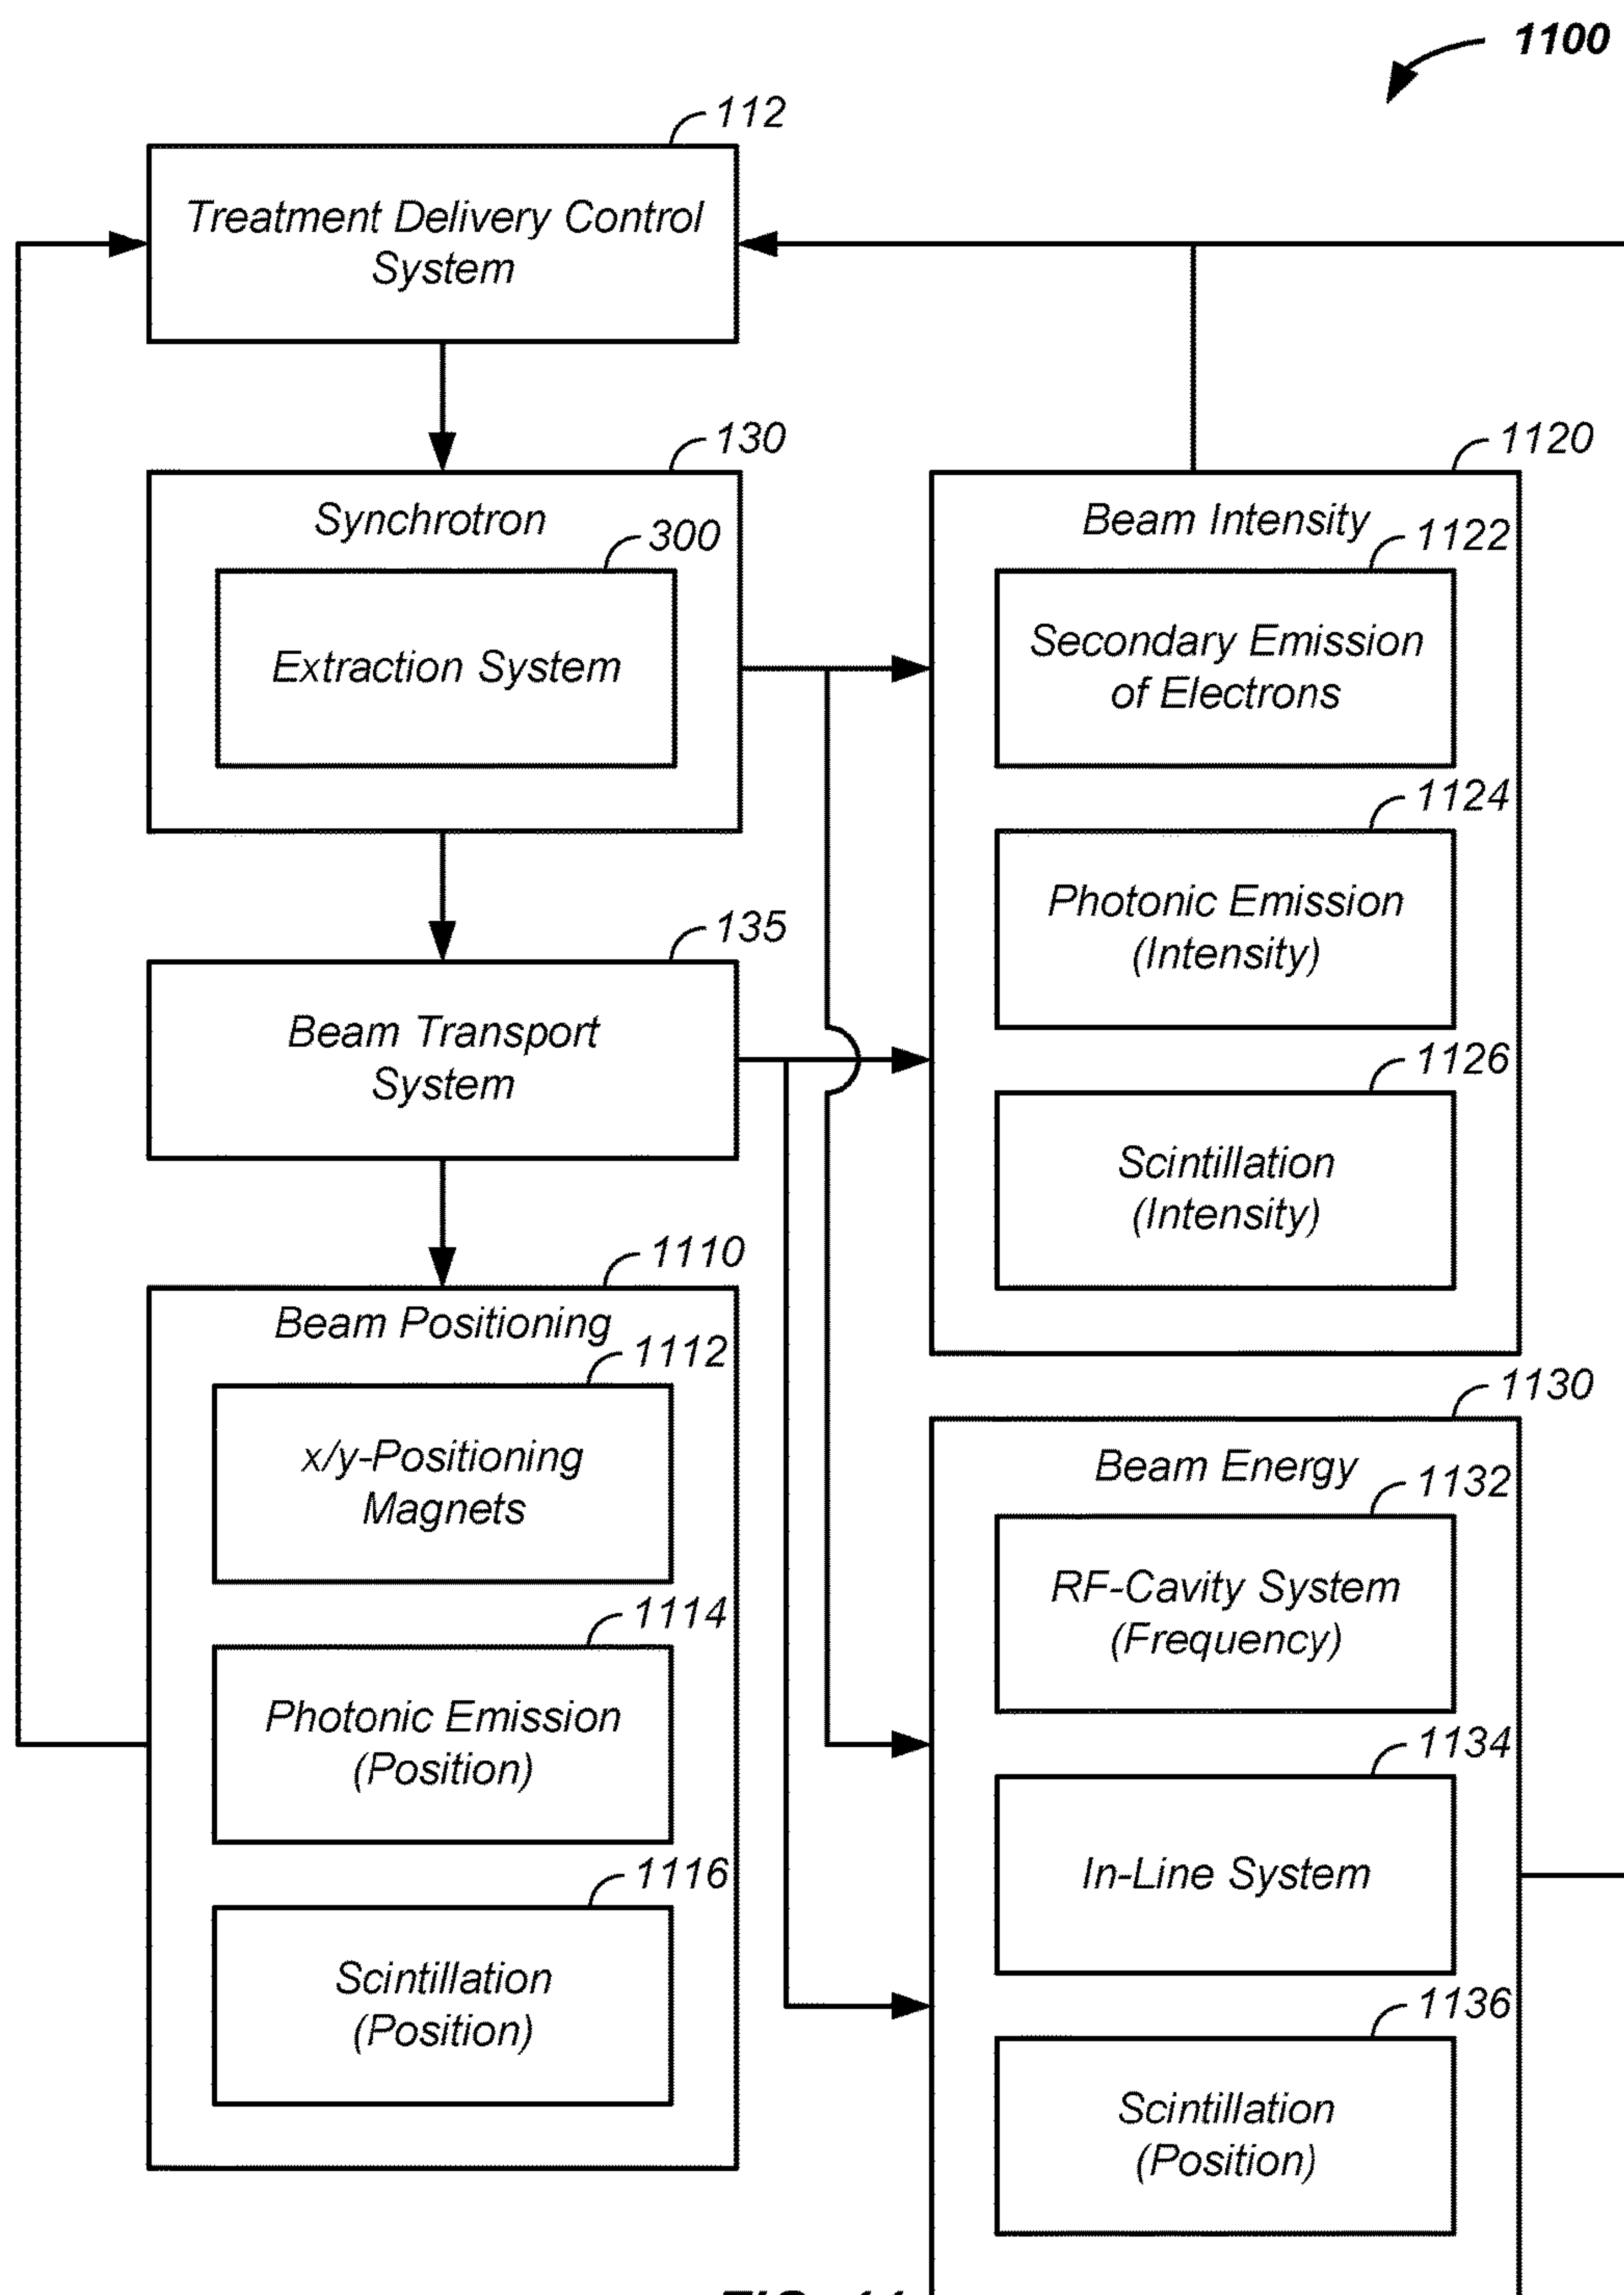 1100
112
Treatment Delivery Control
System
130
Synchrotron
300
Extraction System
135
Beam Transport
System
1110
Beam Positioning
1112
x/y-Positioning
Magnets
1114
Photonic Emission
(Position)
1116
Scintillation
(Position)
1120
Beam Intensity
1122
Secondary Emission
of Electrons
1124
Photonic Emission
(Intensity)
1126
Scintillation
(Intensity)
1130
Beam Energy
1132
RF-Cavity System
(Frequency)
1134
In-Line System
1136
Scintillation
(Position)